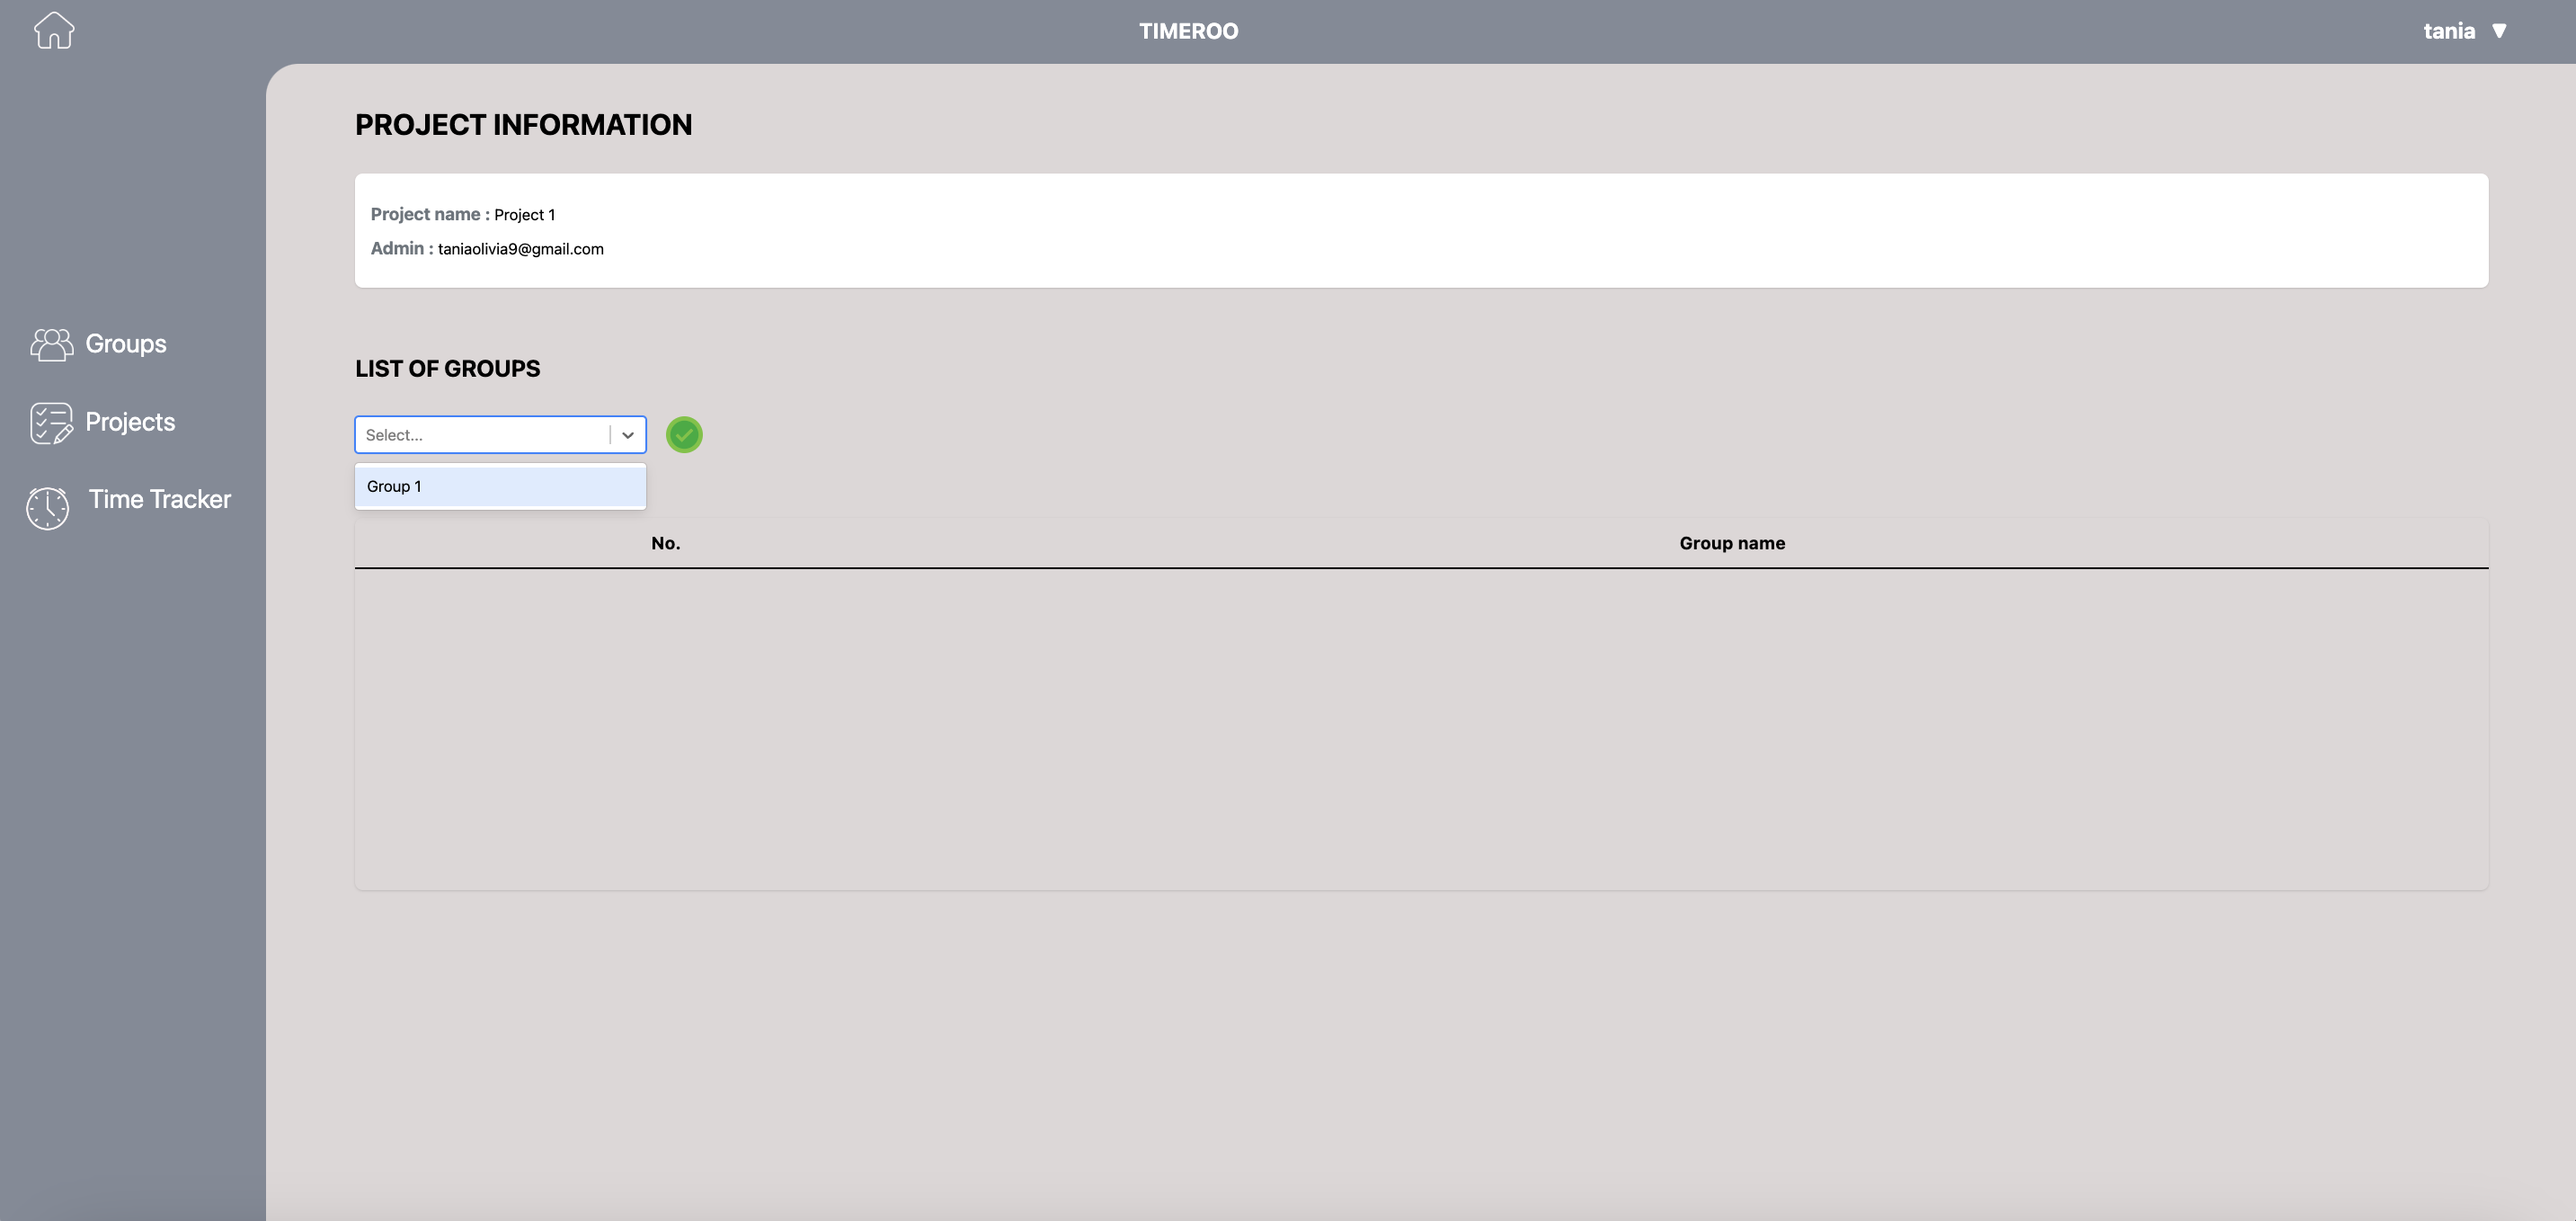 TIMEROO
tania ▼
PROJECT INFORMATION
Project name : Project 1
Admin : taniaolivia9@gmail.com
Groups
Projects
Time Tracker
LIST OF GROUPS
Select...
Group 1
No. Group name